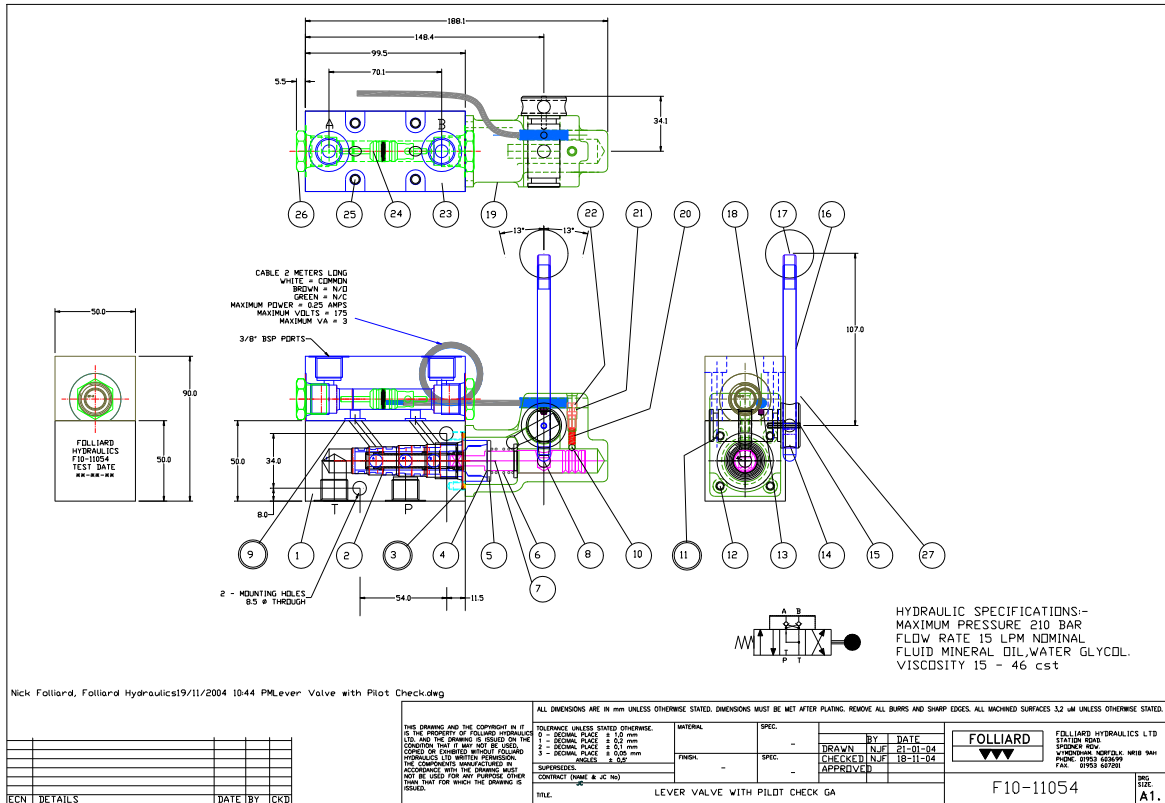 188.1
148.4
99.5
70.1
5.5
34.1
A
B
26
25
24
23
19
22
21
20
18
17
16
13°
13°
CABLE 2 METERS LONG
WHITE = COMMON
BROWN = N/O
GREEN = N/C
MAXIMUM POWER = 0.25 AMPS
MAXIMUM VOLTS = 175
MAXIMUM VA = 3
3/8" BSP PORTS
50.0
90.0
50.0
FOLLIARD
HYDRAULICS
F10-11054
TEST DATE
**-**-**
50.0
34.0
8.0
T
P
107.0
9
1
2
3
4
5
6
7
8
10
11
12
13
14
15
27
2 - MOUNTING HOLES
8.5 ø THROUGH
54.0
11.5
A B
T
P T
HYDRAULIC SPECIFICATIONS:-
MAXIMUM PRESSURE 210 BAR
FLOW RATE 15 LPM NOMINAL
FLUID MINERAL OIL,WATER GLYCOL.
VISCOSITY 15 - 46 cst
Nick Folliard, Folliard Hydraulics19/11/2004 10:44 PMLever Valve with Pilot Check.dwg
ALL DIMENSIONS ARE IN mm UNLESS OTHERWISE STATED. DIMENSIONS MUST BE MET AFTER PLATING. REMOVE ALL BURRS AND SHARP EDGES. ALL MACHINED SURFACES 3,2 uM UNLESS OTHERWISE STATED.
THIS DRAWING AND THE COPYRIGHT IN IT
IS THE PROPERTY OF FOLLIARD HYDRAULICS
LTD. AND THE DRAWING IS ISSUED ON THE
CONDITION THAT IT MAY NOT BE USED,
COPIED OR EXHIBITED WITHOUT FOLLIARD
HYDRAULICS LTD WRITTEN PERMISSION.
THE COMPONENTS MANUFACTURED IN
ACCORDANCE WITH THE DRAWING MUST
NOT BE USED FOR ANY PURPOSE OTHER
THAN THAT FOR WHICH THE DRAWING IS
ISSUED.
TOLERANCE UNLESS STATED OTHERWISE.
0 - DECIMAL PLACE ± 1,0 mm
1 - DECIMAL PLACE ± 0,2 mm
2 - DECIMAL PLACE ± 0,1 mm
3 - DECIMAL PLACE ± 0,05 mm
ANGLES ± 0,5°
SUPERSEDES.
CONTRACT (NAME & JC No)
JC
TITLE. LEVER VALVE WITH PILOT CHECK GA
MATERIAL
SPEC.
-
FINISH.
-
SPEC.
-
BY DATE
DRAWN NJF 21-01-04
CHECKED NJF 18-11-04
APPROVED
FOLLIARD
FOLLIARD HYDRAULICS LTD
STATION ROAD.
SPOONER ROW.
WYMONDHAM. NORFOLK. NR18 9AH
PHONE. 01953 603699
FAX. 01953 607201
F10-11054
DRG
SIZE.
A1.
ECN DETAILS DATE BY CKD